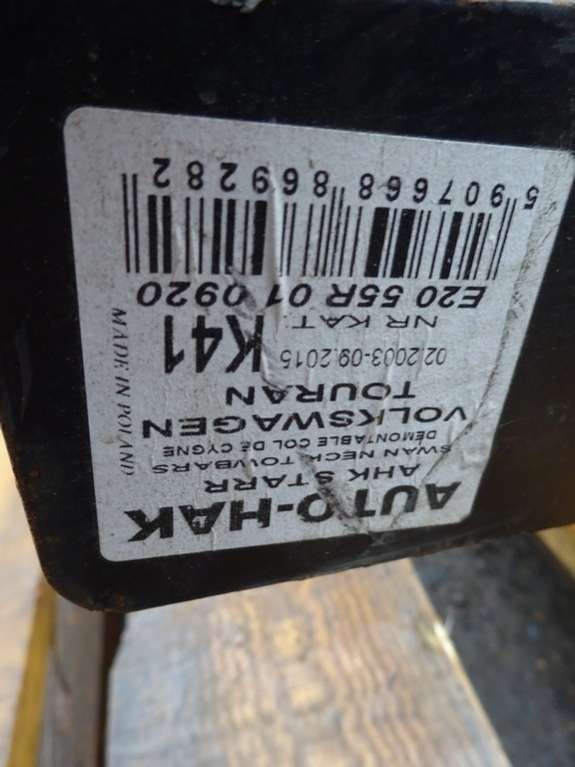 AUTO-HAK
AHK STARR
SWAN NECK TOWBARS
DEMONTABLE COL DE CYGNE
VOLKSWAGEN
TOURAN
02.2003-09.2015
NR KAT. K41
E20 55R 01 0920
5 907668 869282
MADE IN POLAND